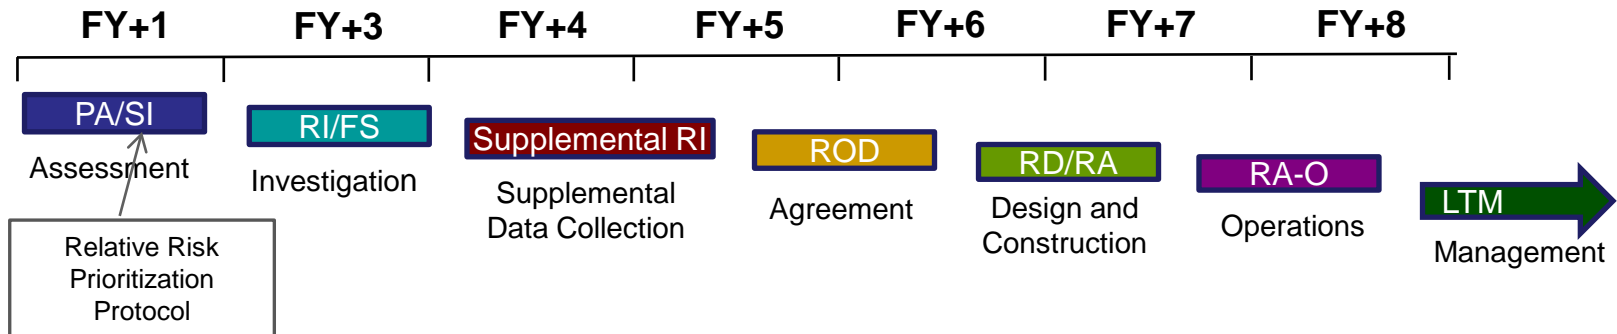 FY+1 FY+3 FY+4 FY+5 FY+6 FY+7 FY+8
PA/SI
Assessment
RI/FS
Investigation
Supplemental RI
Supplemental
Data Collection
ROD
Agreement
RD/RA
Design and
Construction
RA-O
Operations
LTM
Management
Relative Risk
Prioritization
Protocol